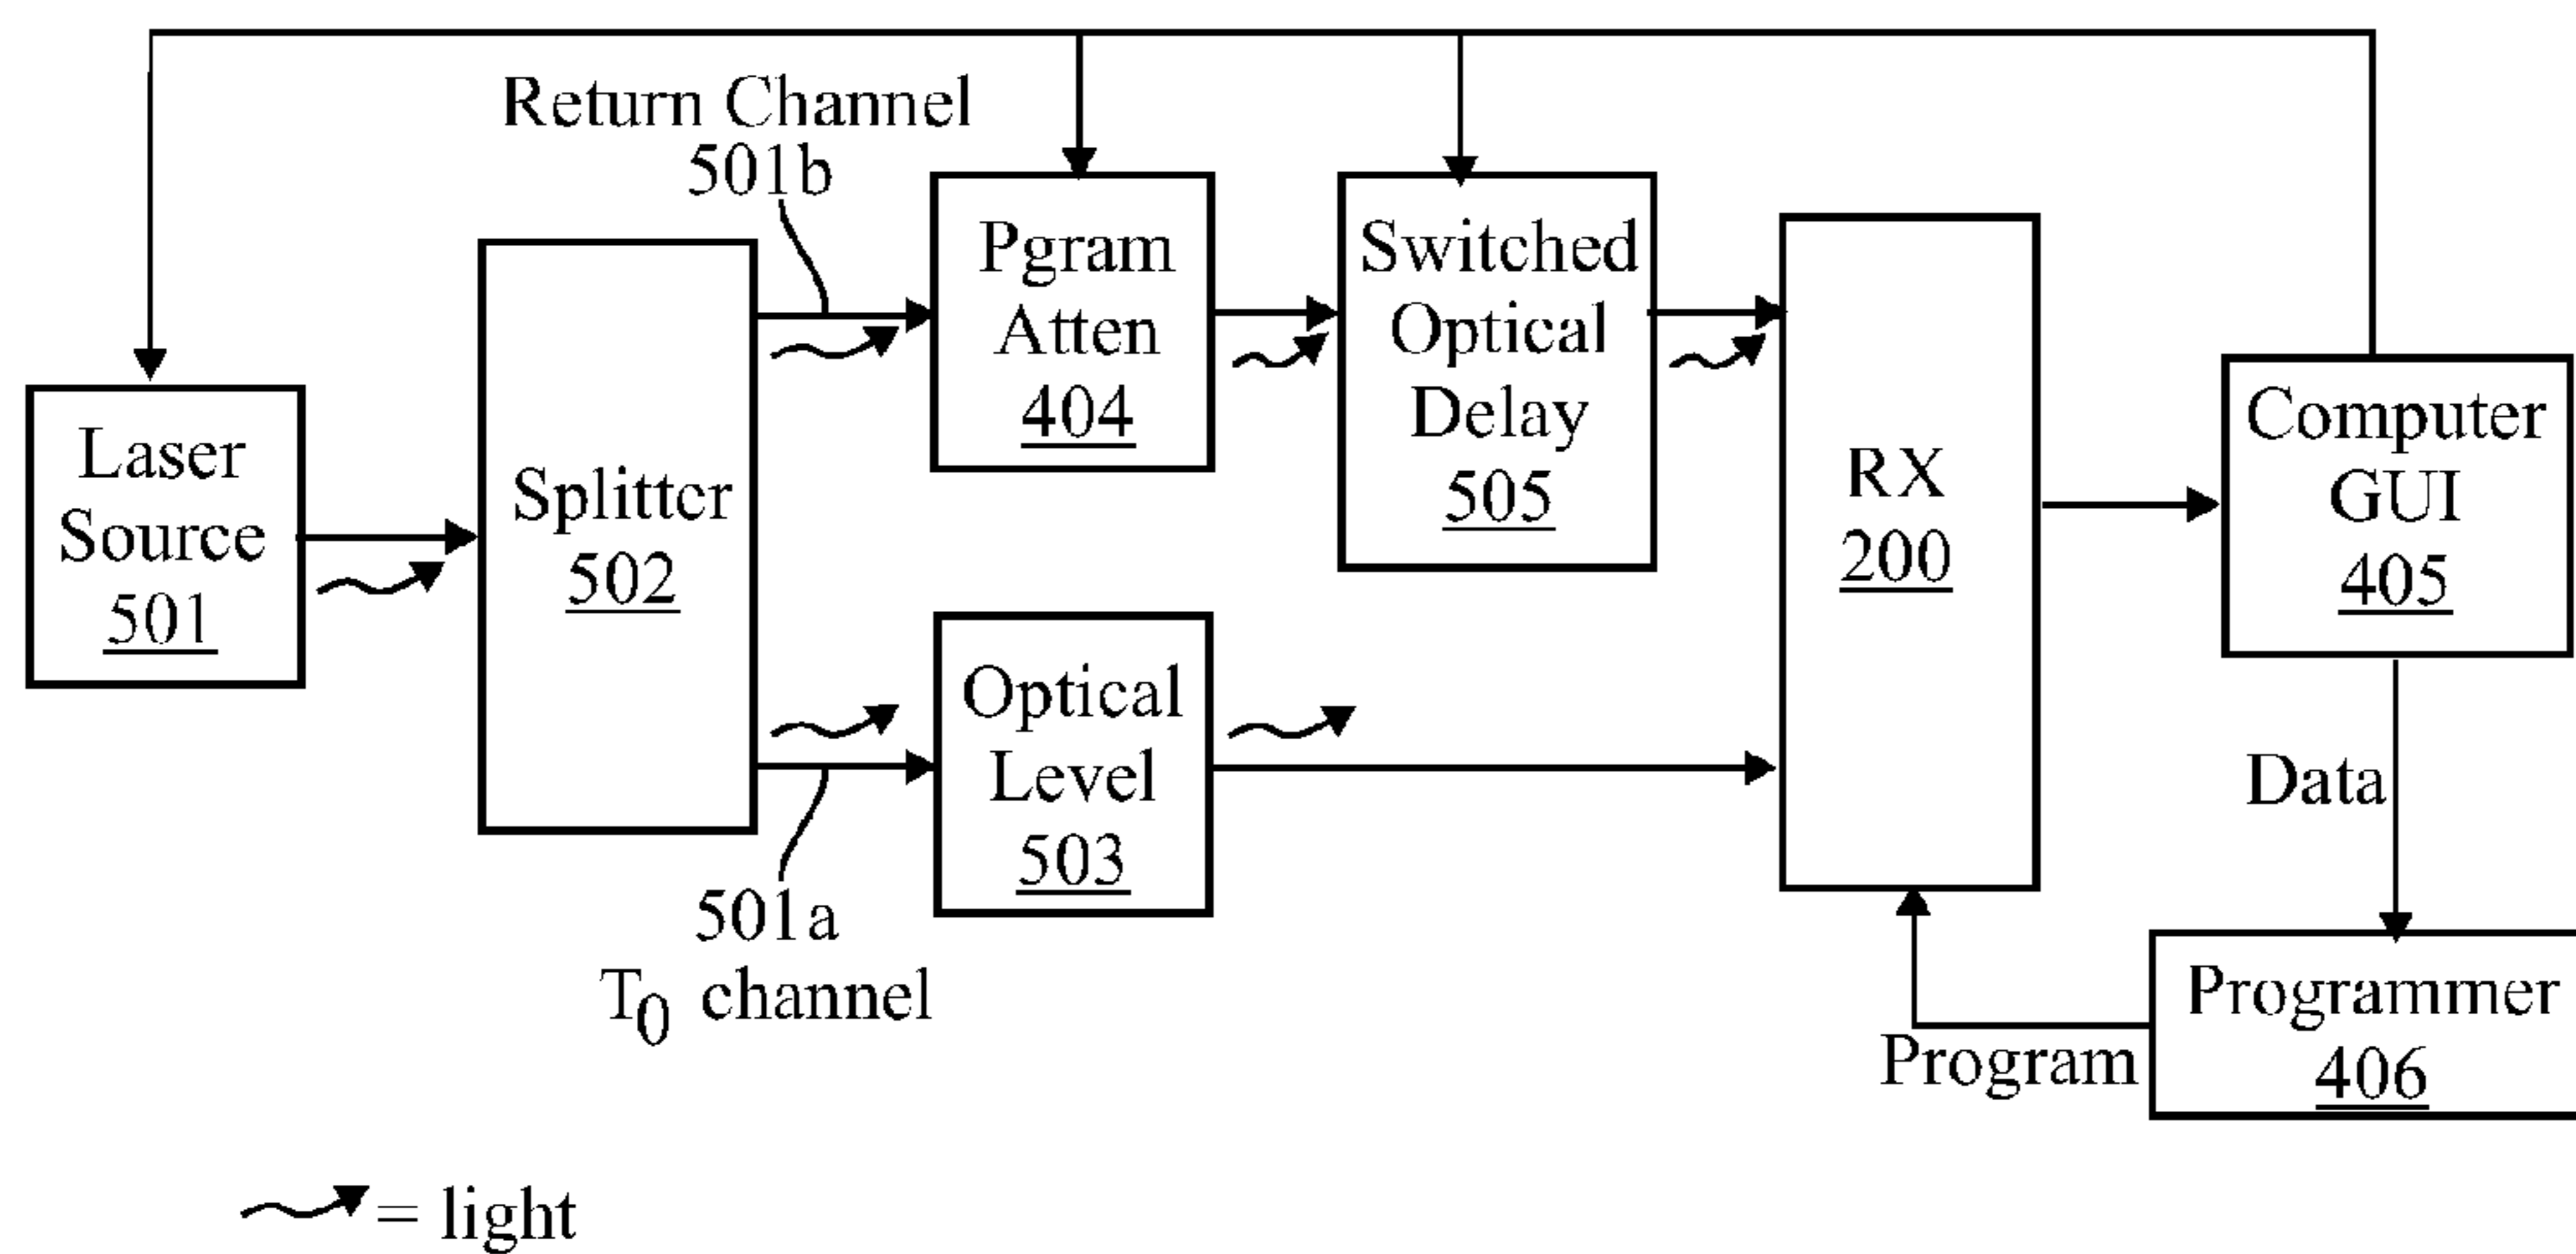 Return Channel
501b
Laser
Source
501
Splitter
502
Pgram
Atten
404
Switched
Optical
Delay
505
RX
200
Computer
GUI
405
Optical
Level
503
501a
T0 channel
Data
Programmer
406
Program
= light